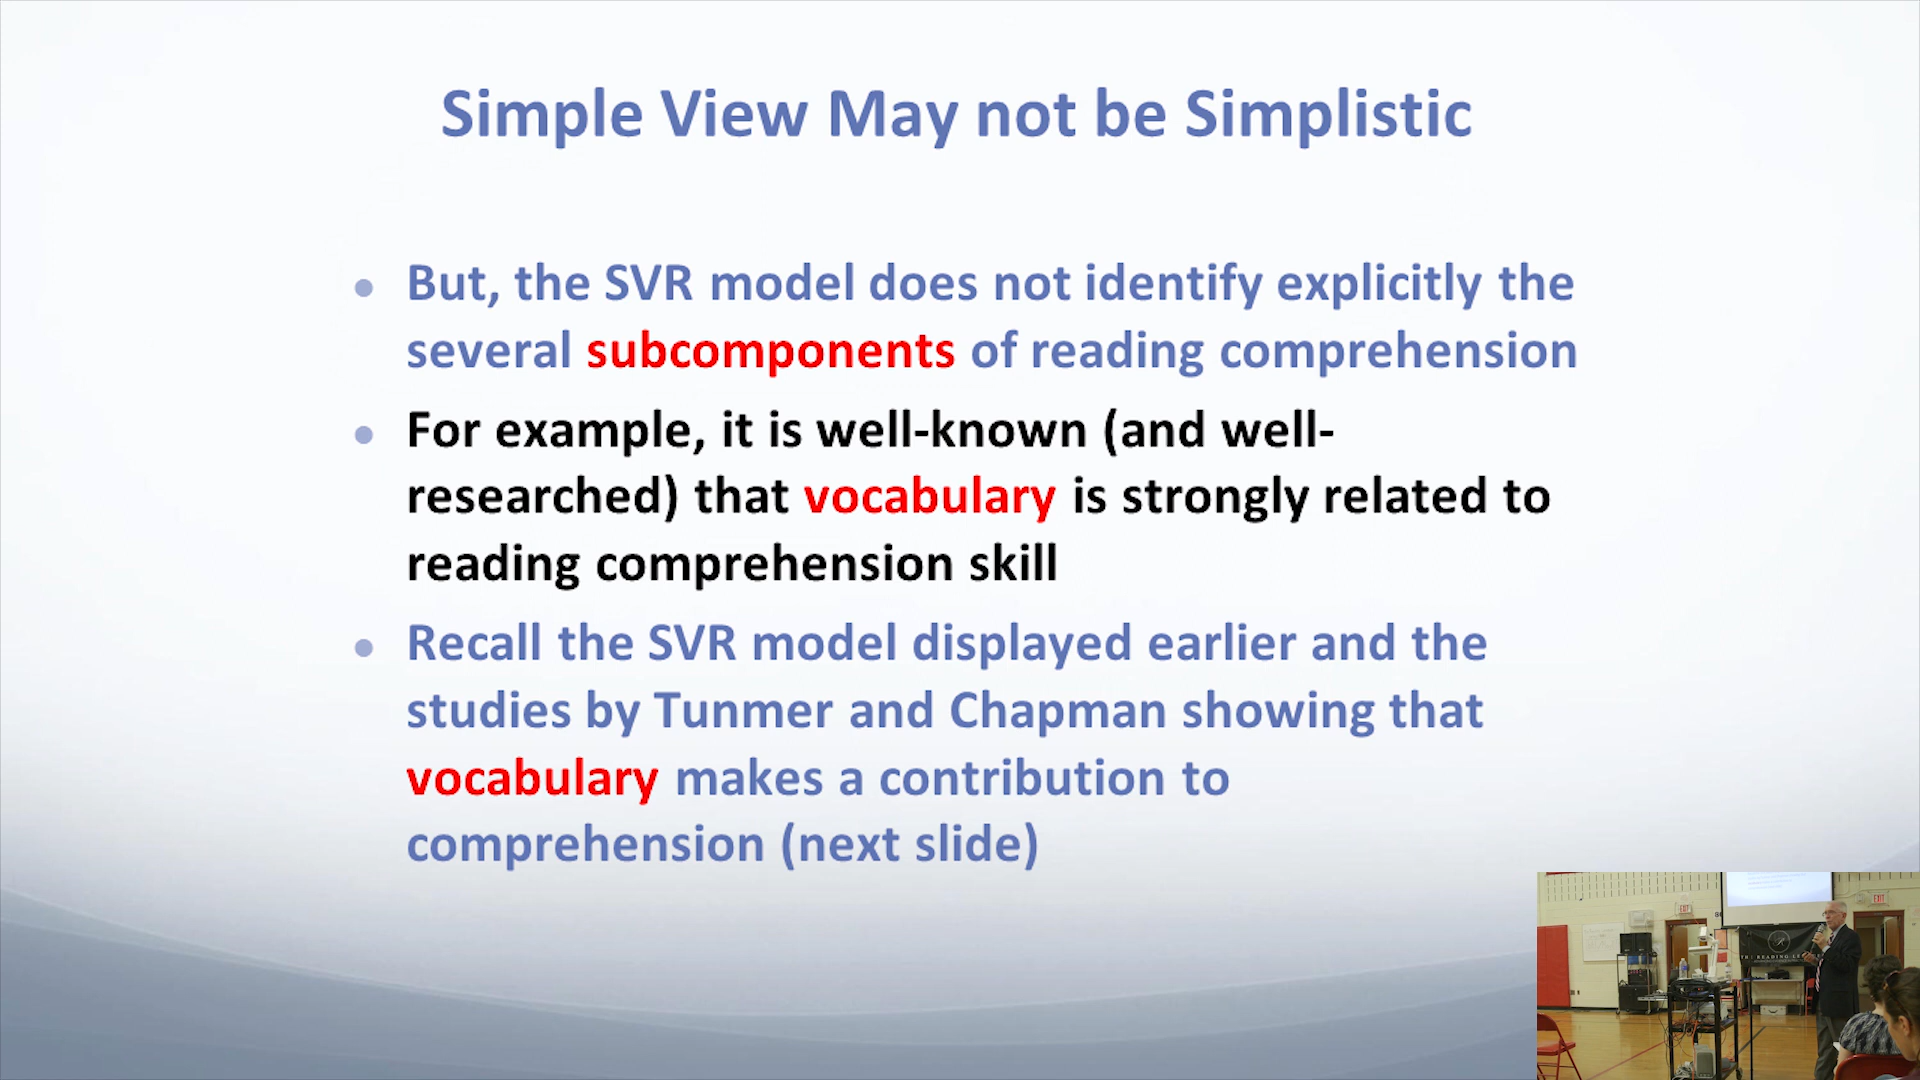 Simple View May not be Simplistic
But, the SVR model does not identify explicitly the
several subcomponents of reading comprehension
For example, it is well-known (and well-
researched) that vocabulary is strongly related to
reading comprehension skill
Recall the SVR model displayed earlier and the
studies by Tunmer and Chapman showing that
vocabulary makes a contribution to
comprehension (next slide)
EXIT
EXIT
READING